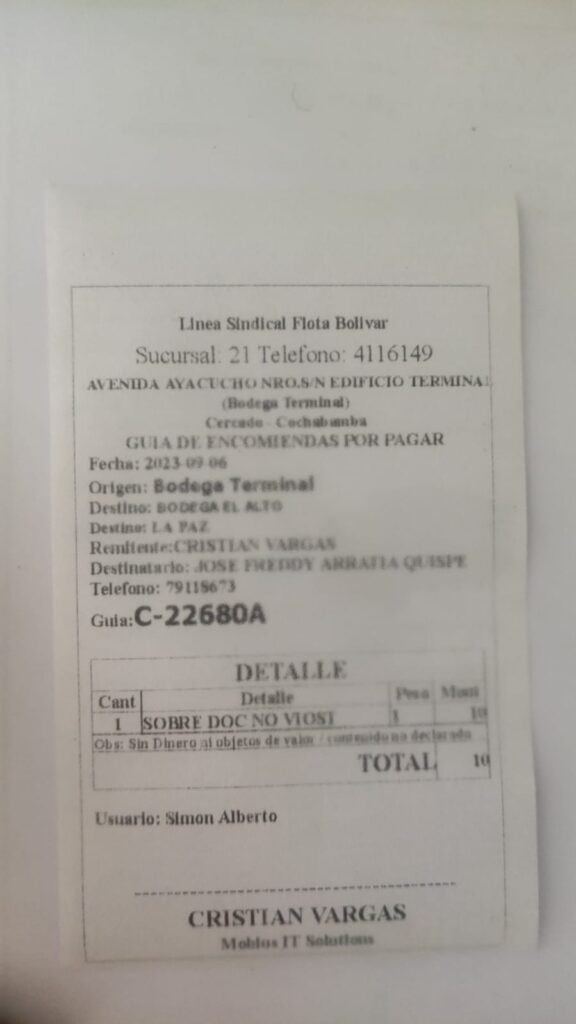 Linea Sindical Flota Bolivar
Sucursal: 21 Telefono: 4116149
AVENIDA AYACUCHO NRO.S/N EDIFICIO TERMINAL
(Bodega Terminal)
Cercado - Cochabamba
GUIA DE ENCOMIENDAS POR PAGAR
Fecha: 2023-09-06
Origen: Bodega Terminal
Destino: BODEGA EL ALTO
Destino: LA PAZ
Remitente:CRISTIAN VARGAS
Destinatario: JOSE FREDDY ARRATIA QUISPE
Telefono: 79118673
Guia:C-22680A
DETALLE
Cant Detalle Peso Mont
1 SOBRE DOC NO VIOST 1 10
Obs: Sin Dinero ni objetos de valor / contenido no declarado
TOTAL 10
Usuario: Simon Alberto
CRISTIAN VARGAS
Mobius IT Solutions